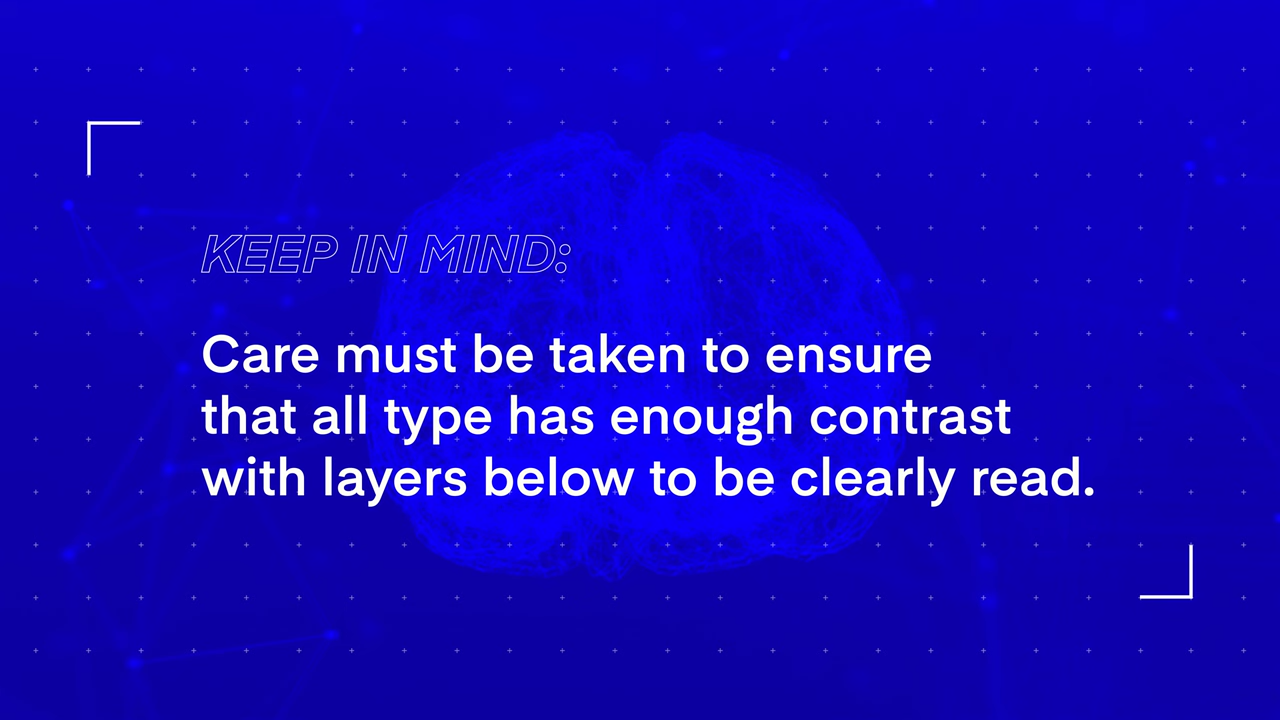 KEEP IN MIND:
Care must be taken to ensure
that all type has enough contrast
with layers below to be clearly read.